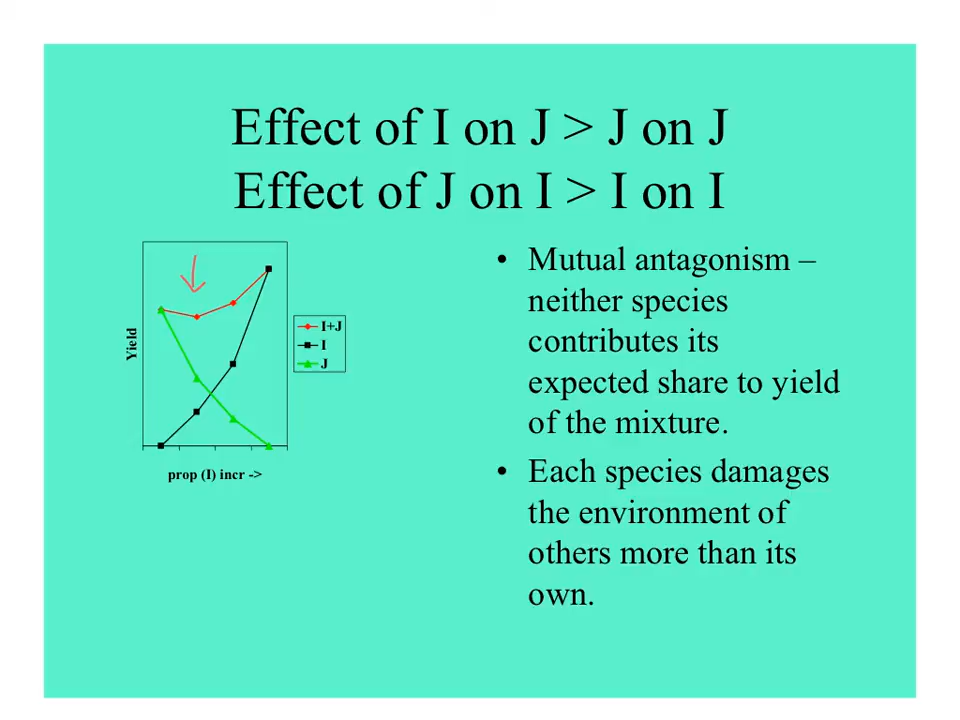 Effect of I on J > J on J
Effect of J on I > I on I
Yield
I+J
I
J
prop (I) incr ->
• Mutual antagonism –
neither species
contributes its
expected share to yield
of the mixture.
• Each species damages
the environment of
others more than its
own.